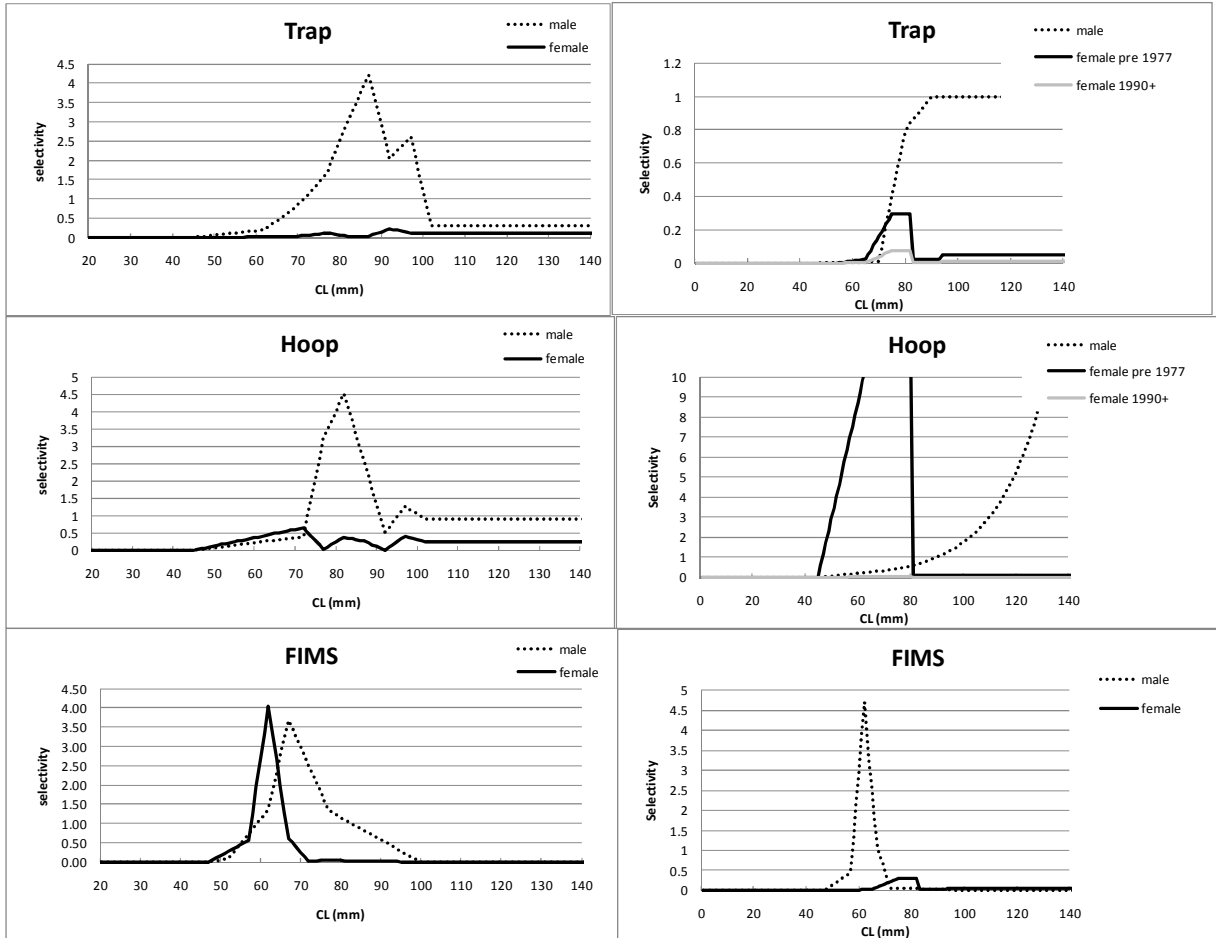 Trap
male
female
4.5
4
3.5
3
2.5
2
1.5
1
0.5
0
selectivity
20 30 40 50 60 70 80 90 100 110 120 130 140
CL (mm)
Trap
male
female pre 1977
female 1990+
1.2
1
0.8
0.6
0.4
0.2
0
Selectivity
0 20 40 60 80 100 120 140
CL (mm)
Hoop
male
female
5
4.5
4
3.5
3
2.5
2
1.5
1
0.5
0
selectivity
20 30 40 50 60 70 80 90 100 110 120 130 140
CL (mm)
Hoop
male
female pre 1977
female 1990+
10
9
8
7
6
5
4
3
2
1
0
Selectivity
0 20 40 60 80 100 120 140
CL (mm)
FIMS
male
female
4.50
4.00
3.50
3.00
2.50
2.00
1.50
1.00
0.50
0.00
selectivity
20 30 40 50 60 70 80 90 100 110 120 130 140
CL (mm)
FIMS
male
female
5
4.5
4
3.5
3
2.5
2
1.5
1
0.5
0
Selectivity
0 20 40 60 80 100 120 140
CL (mm)